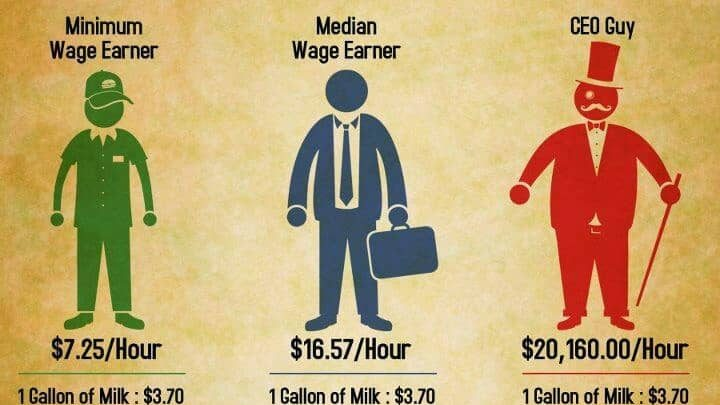 Minimum
Wage Earner
$7.25/Hour
1 Gallon of Milk : $3.70
Median
Wage Earner
$16.57/Hour
1 Gallon of Milk : $3.70
CEO Guy
$20,160.00/Hour
1 Gallon of Milk : $3.70